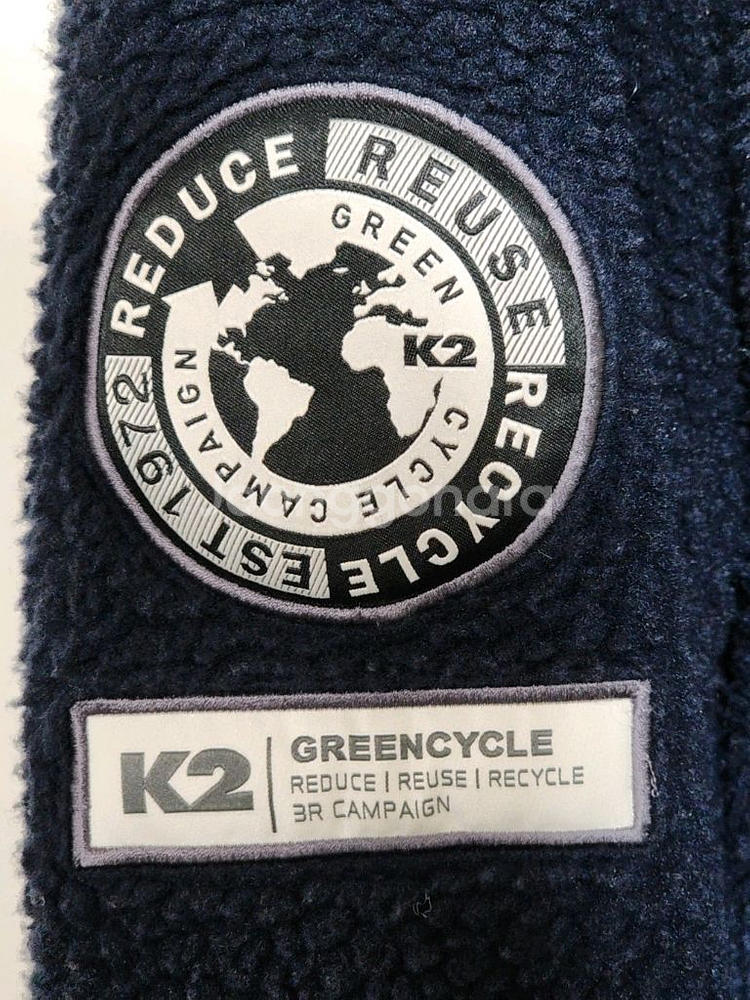 REDUCE REUSE RECYCLE EST 1972
GREEN CYCLE CAMPAIGN
K2
K2
GREENCYCLE
REDUCE | REUSE | RECYCLE
3R CAMPAIGN